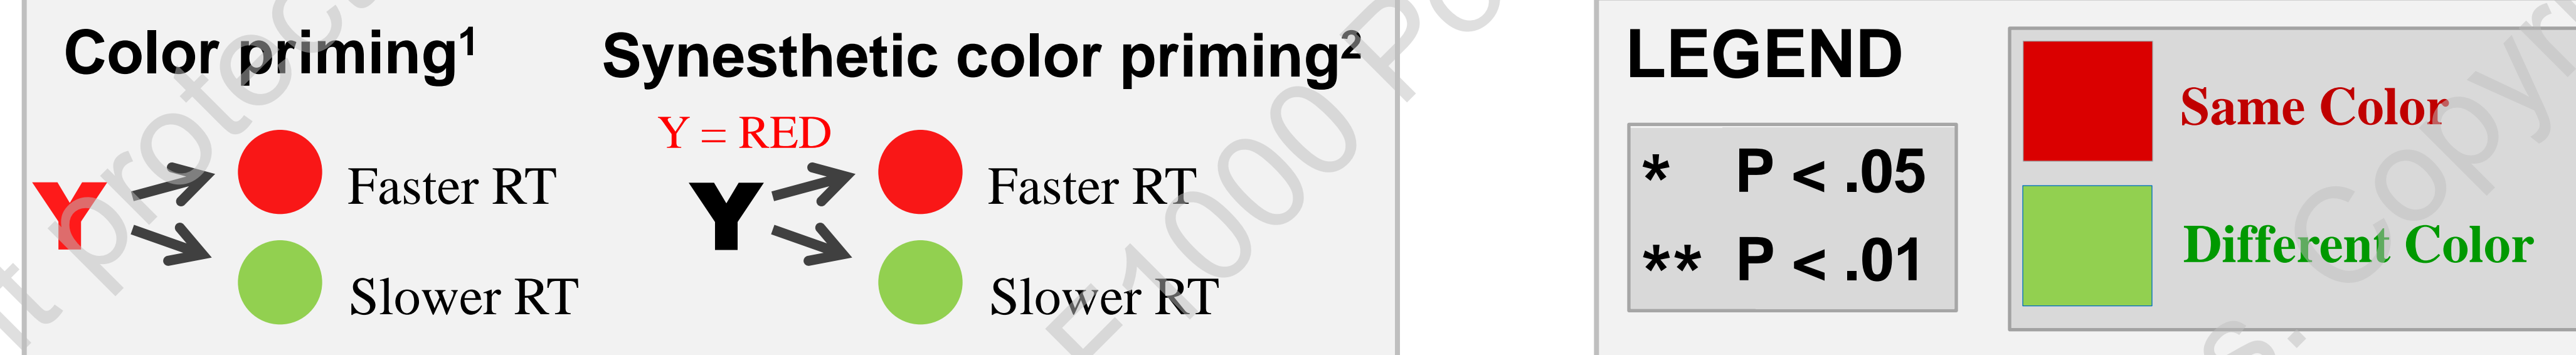 Color priming¹
Y
Faster RT
Slower RT
Synesthetic color priming²
Y = RED
Y
Faster RT
Slower RT
LEGEND
* P < .05
** P < .01
Same Color
Different Color